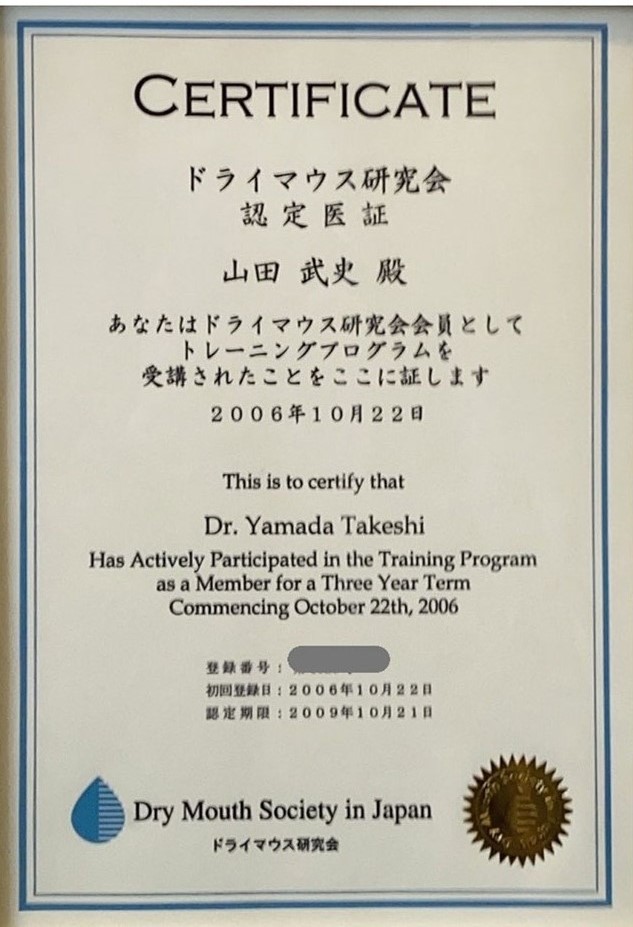 CERTIFICATE
ドライマウス研究会
認定医証
山田 武史 殿
あなたはドライマウス研究会会員として
トレーニングプログラムを
受講されたことをここに証します
2006年10月22日
This is to certify that
Dr. Yamada Takeshi
Has Actively Participated in the Training Program
as a Member for a Three Year Term
Commencing October 22th, 2006
登録番号：
初回登録日：2006年10月22日
認定期限：2009年10月21日
Dry Mouth Society in Japan
ドライマウス研究会